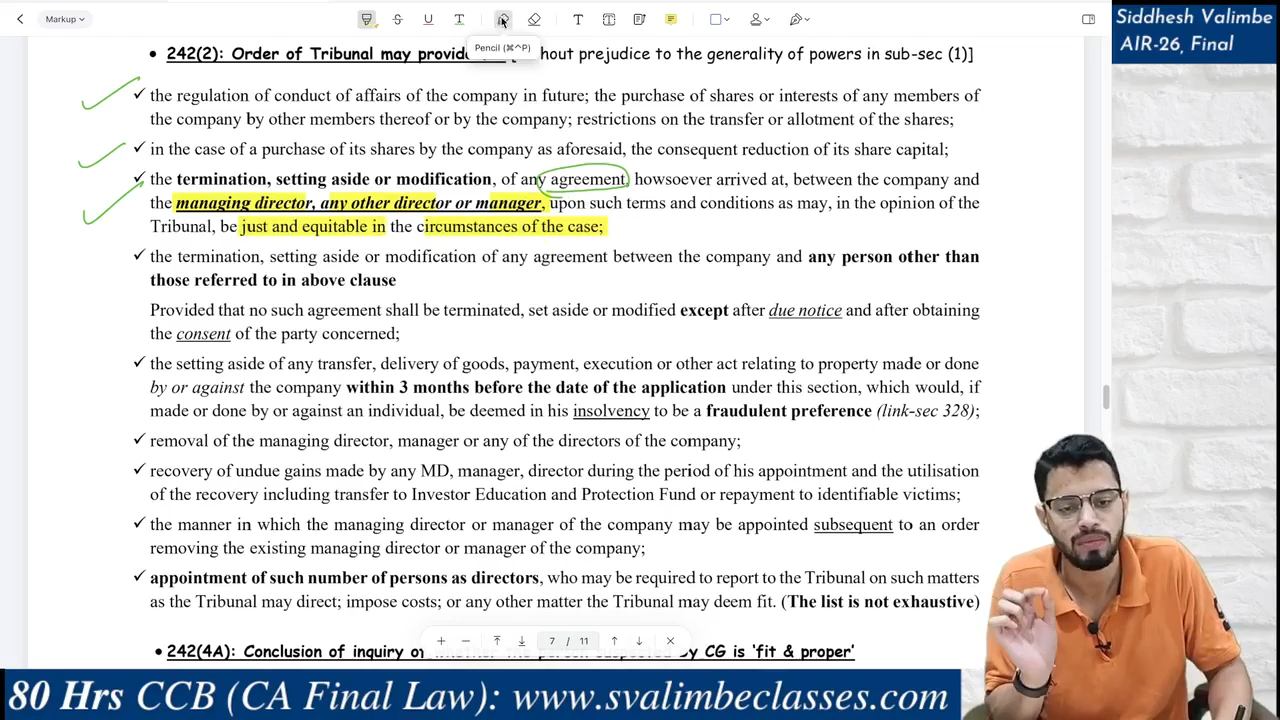 Markup
Siddhesh Valimbe
AIR-26, Final
Pencil (⌘^P)
• 242(2): Order of Tribunal may provid hout prejudice to the generality of powers in sub-sec (1)]
✓ the regulation of conduct of affairs of the company in future; the purchase of shares or interests of any members of
the company by other members thereof or by the company; restrictions on the transfer or allotment of the shares;
✓ in the case of a purchase of its shares by the company as aforesaid, the consequent reduction of its share capital;
✓ the termination, setting aside or modification, of any agreement, howsoever arrived at, between the company and
the managing director, any other director or manager, upon such terms and conditions as may, in the opinion of the
Tribunal, be just and equitable in the circumstances of the case;
✓ the termination, setting aside or modification of any agreement between the company and any person other than
those referred to in above clause
Provided that no such agreement shall be terminated, set aside or modified except after due notice and after obtaining
the consent of the party concerned;
✓ the setting aside of any transfer, delivery of goods, payment, execution or other act relating to property made or done
by or against the company within 3 months before the date of the application under this section, which would, if
made or done by or against an individual, be deemed in his insolvency to be a fraudulent preference (link-sec 328);
✓ removal of the managing director, manager or any of the directors of the company;
✓ recovery of undue gains made by any MD, manager, director during the period of his appointment and the utilisation
of the recovery including transfer to Investor Education and Protection Fund or repayment to identifiable victims;
✓ the manner in which the managing director or manager of the company may be appointed subsequent to an order
removing the existing managing director or manager of the company;
✓ appointment of such number of persons as directors, who may be required to report to the Tribunal on such matters
as the Tribunal may direct; impose costs; or any other matter the Tribunal may deem fit. (The list is not exhaustive)
7 / 11
• 242(4A): Conclusion of inquiry by CG is ‘fit & proper’
80 Hrs CCB (CA Final Law): www.svalimbeclasses.com